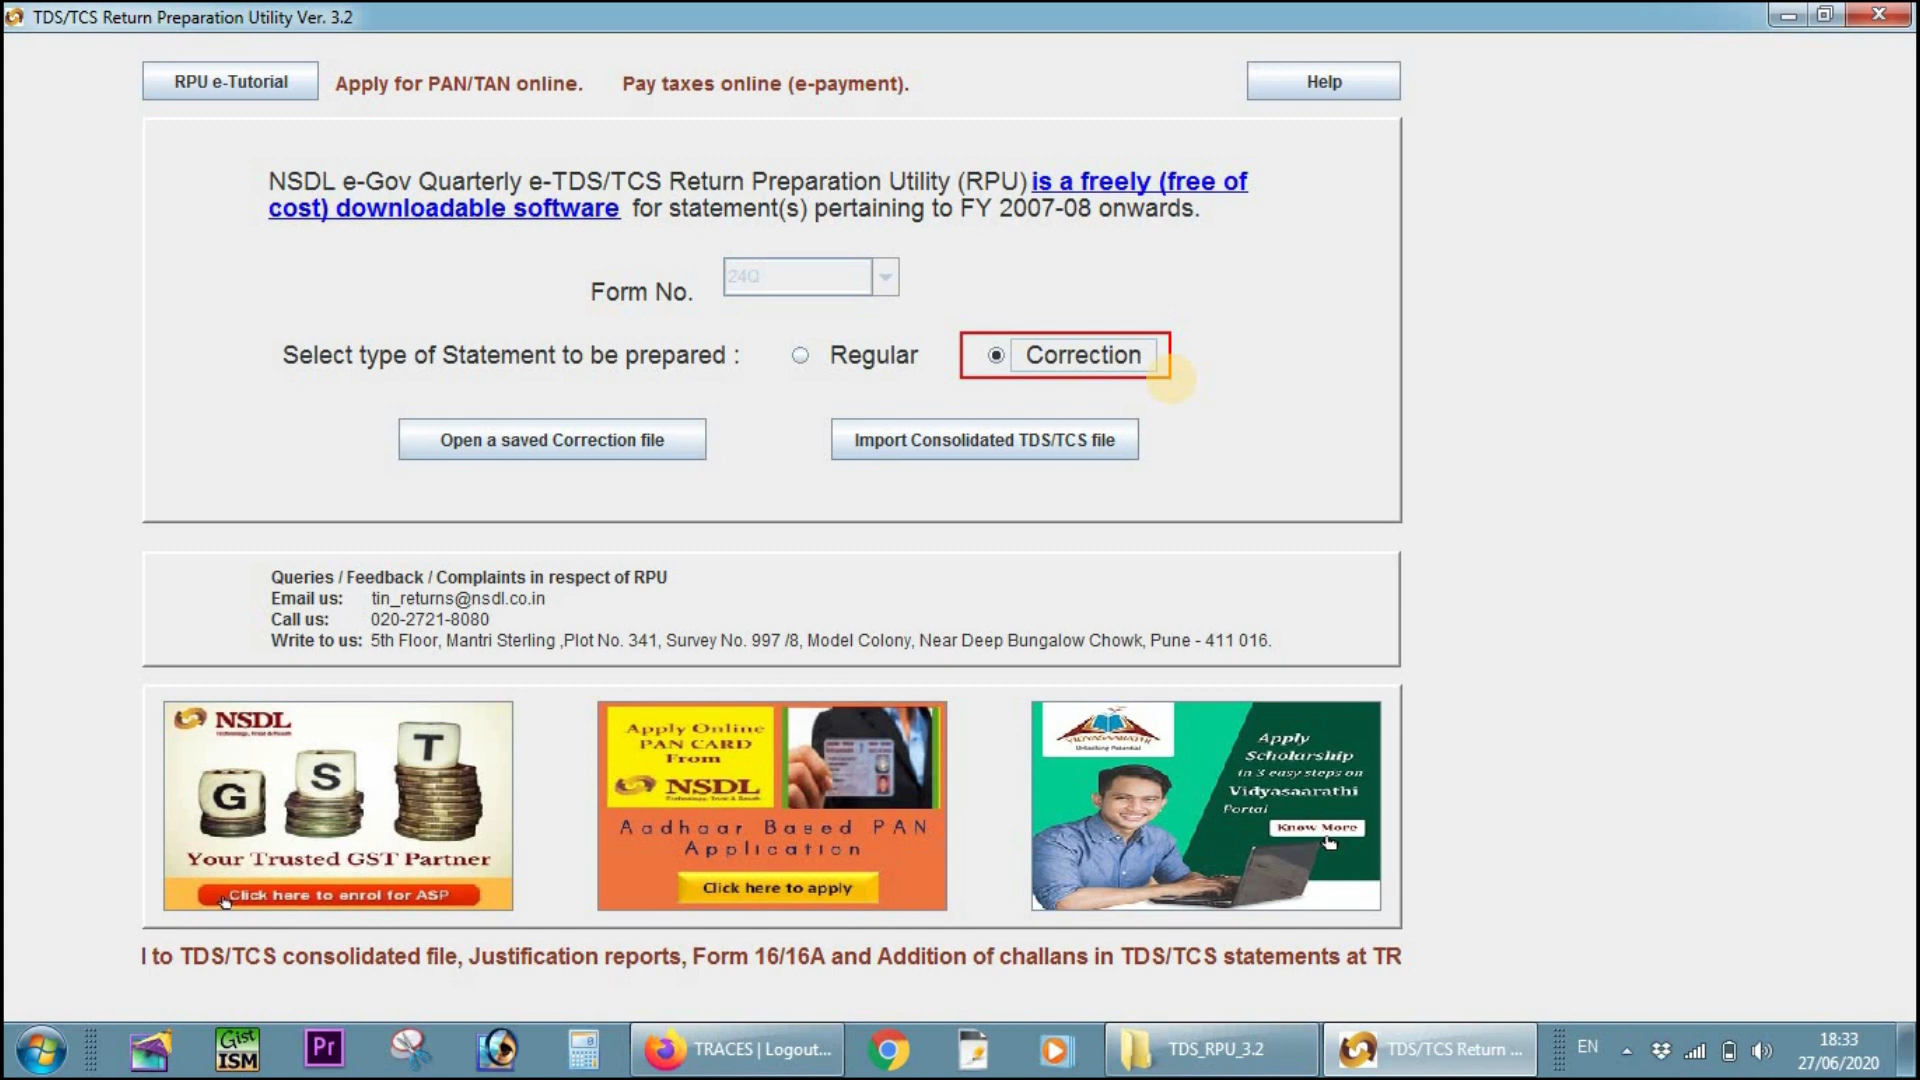 TDS/TCS Return Preparation Utility Ver. 3.2
RPU e-Tutorial
Apply for PAN/TAN online.
Pay taxes online (e-payment).
Help
NSDL e-Gov Quarterly e-TDS/TCS Return Preparation Utility (RPU) is a freely (free of
cost) downloadable software for statement(s) pertaining to FY 2007-08 onwards.
Form No.
24Q
Select type of Statement to be prepared :
Regular
Correction
Open a saved Correction file
Import Consolidated TDS/TCS file
Queries / Feedback / Complaints in respect of RPU
Email us: tin_returns@nsdl.co.in
Call us: 020-2721-8080
Write to us: 5th Floor, Mantri Sterling ,Plot No. 341, Survey No. 997 /8, Model Colony, Near Deep Bungalow Chowk, Pune - 411 016.
NSDL
Technology, Trust & Reach
G S T
Your Trusted GST Partner
Click here to enrol for ASP
Apply Online
PAN CARD
From
NSDL
Technology, Trust & Reach
Aadhaar Based PAN
Application
Click here to apply
Apply
Scholarship
in 3 easy steps on
Vidyasaarathi
Portal
Know More
l to TDS/TCS consolidated file, Justification reports, Form 16/16A and Addition of challans in TDS/TCS statements at TR
Gist
ISM
Pr
TRACES | Logout...
TDS_RPU_3.2
TDS/TCS Return ...
EN
18:33
27/06/2020